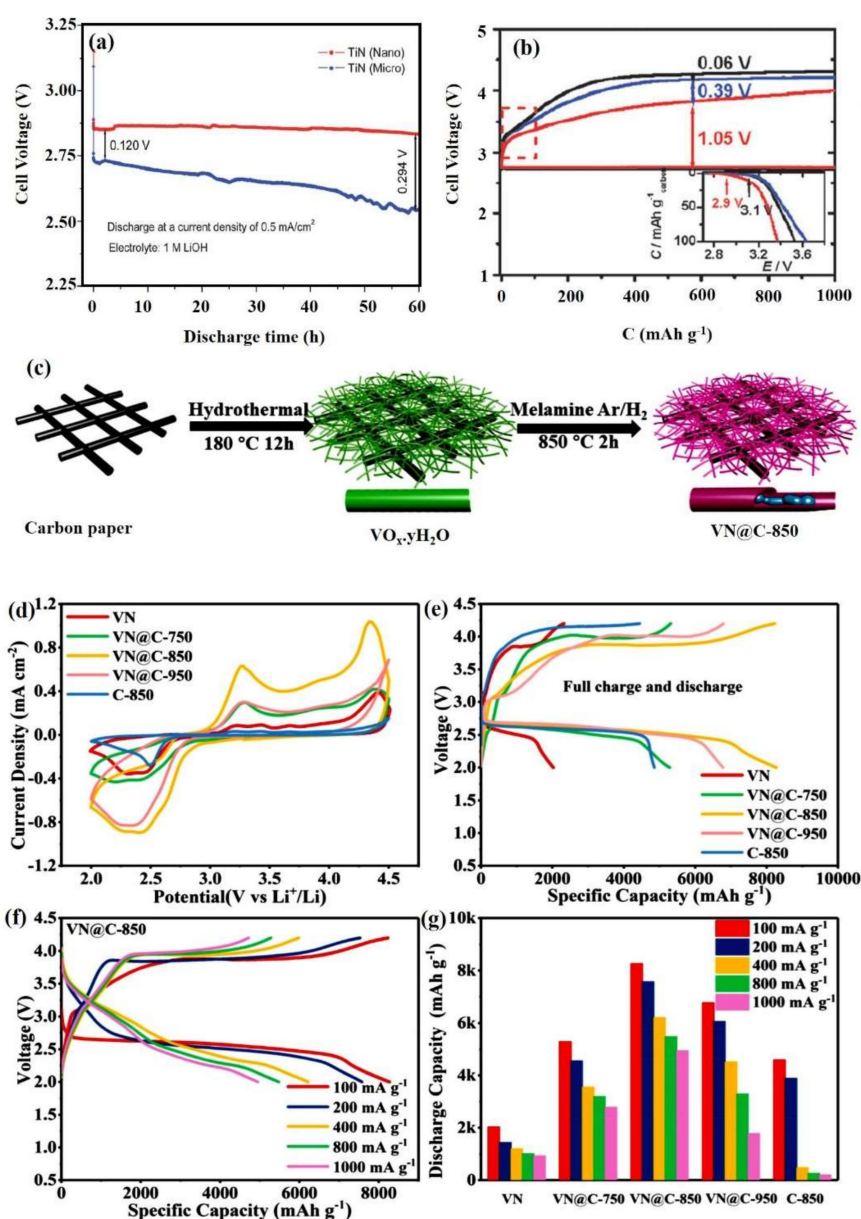 (a)
TiN (Nano)
TiN (Micro)
3.25
3.00
2.75
2.50
2.25
Cell Voltage (V)
0.120 V
0.294 V
Discharge at a current density of 0.5 mA/cm²
Electrolyte: 1 M LiOH
0 10 20 30 40 50 60
Discharge time (h)
(b)
5
4
3
2
1
Cell Voltage (V)
0.06 V
0.39 V
1.05 V
0
50
100
C / mAh g⁻¹carbon
2.9 V
3.1 V
2.8 3.2 3.6
E / V
0 200 400 600 800 1000
C (mAh g⁻¹)
(c)
Hydrothermal
180 °C 12h
Melamine Ar/H₂
850 °C 2h
Carbon paper
VOₓ.yH₂O
VN@C-850
(d)
1.2
0.8
0.4
0.0
-0.4
-0.8
-1.2
Current Density (mA cm⁻²)
VN
VN@C-750
VN@C-850
VN@C-950
C-850
2.0 2.5 3.0 3.5 4.0 4.5
Potential(V vs Li⁺/Li)
(e)
4.5
4.0
3.5
3.0
2.5
2.0
1.5
1.0
0.5
Voltage (V)
Full charge and discharge
VN
VN@C-750
VN@C-850
VN@C-950
C-850
0 2000 4000 6000 8000 10000
Specific Capacity (mAh g⁻¹)
(f)
VN@C-850
4.5
4.0
3.5
3.0
2.5
2.0
1.5
1.0
0.5
Voltage (V)
100 mA g⁻¹
200 mA g⁻¹
400 mA g⁻¹
800 mA g⁻¹
1000 mA g⁻¹
0 2000 4000 6000 8000
Specific Capacity (mAh g⁻¹)
(g)
10k
8k
6k
4k
2k
0
Discharge Capacity (mAh g⁻¹)
100 mA g⁻¹
200 mA g⁻¹
400 mA g⁻¹
800 mA g⁻¹
1000 mA g⁻¹
VN VN@C-750 VN@C-850 VN@C-950 C-850